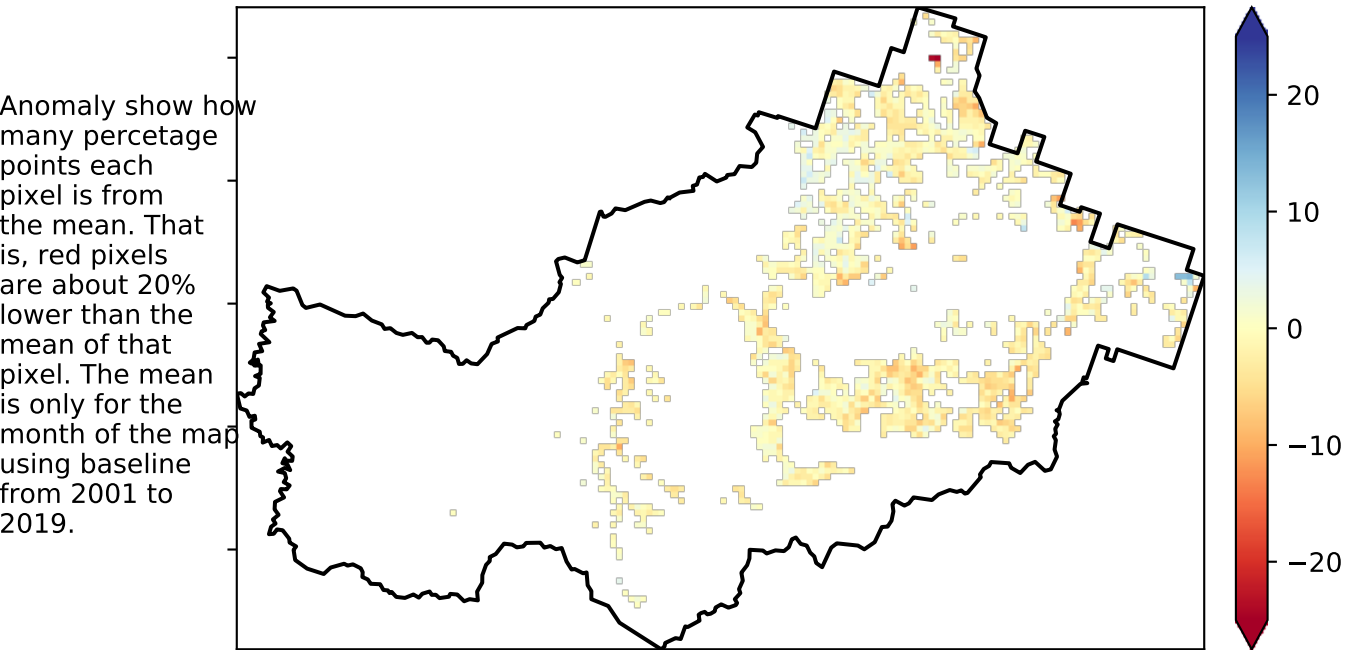 Anomaly show how
many percetage
points each
pixel is from
the mean. That
is, red pixels
are about 20%
lower than the
mean of that
pixel. The mean
is only for the
month of the map
using baseline
from 2001 to
2019.
20
10
0
−10
−20